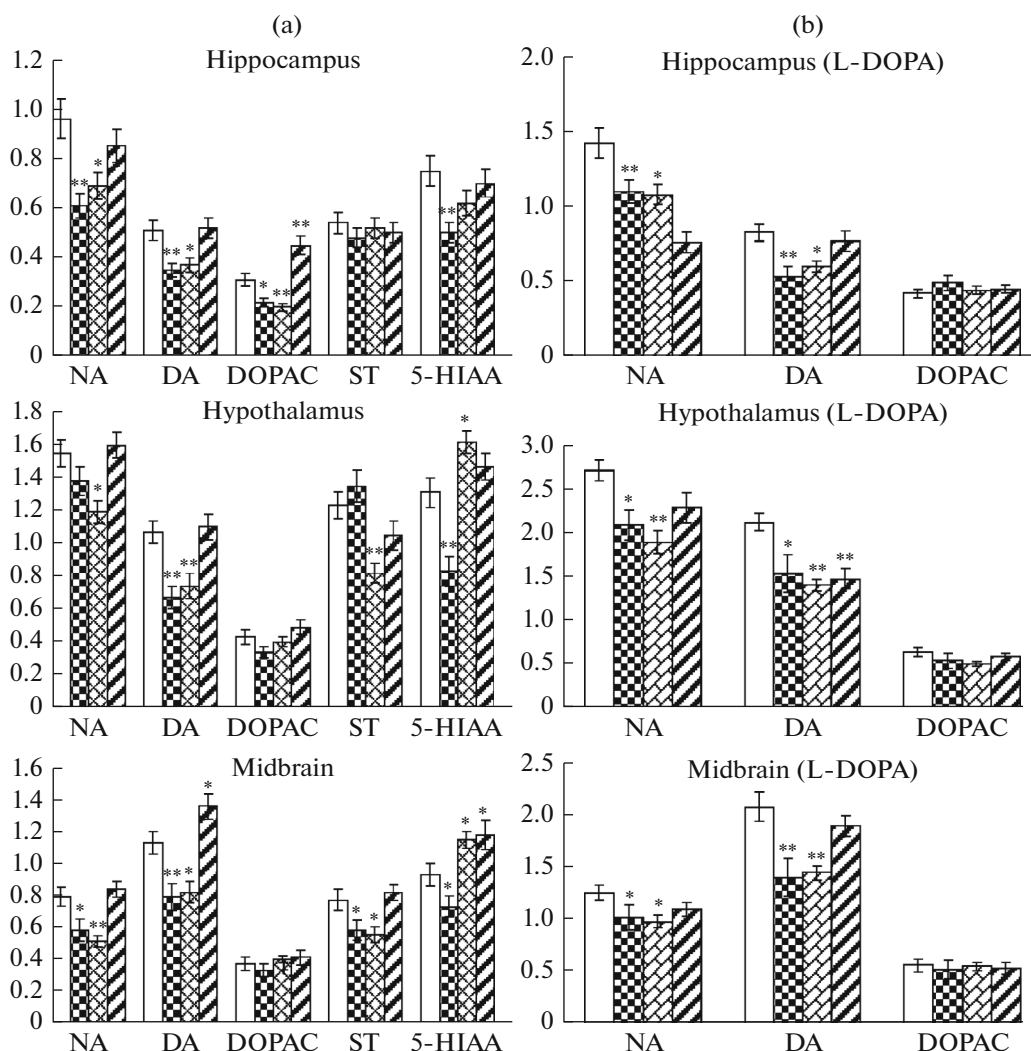 (a)
Hippocampus
1.2
1.0
0.8
0.6
0.4
0.2
0
** * ** * * ** ** **
NA DA DOPAC ST 5-HIAA
Hypothalamus
1.8
1.6
1.4
1.2
1.0
0.8
0.6
0.4
0.2
0
* ** ** ** ** *
NA DA DOPAC ST 5-HIAA
Midbrain
1.6
1.4
1.2
1.0
0.8
0.6
0.4
0.2
0
* ** ** * * * * * * *
NA DA DOPAC ST 5-HIAA
(b)
Hippocampus (L-DOPA)
2.0
1.5
1.0
0.5
0
** * ** *
NA DA DOPAC
Hypothalamus (L-DOPA)
3.0
2.5
2.0
1.5
1.0
0.5
0
* ** * ** **
NA DA DOPAC
Midbrain (L-DOPA)
2.5
2.0
1.5
1.0
0.5
0
* * ** **
NA DA DOPAC